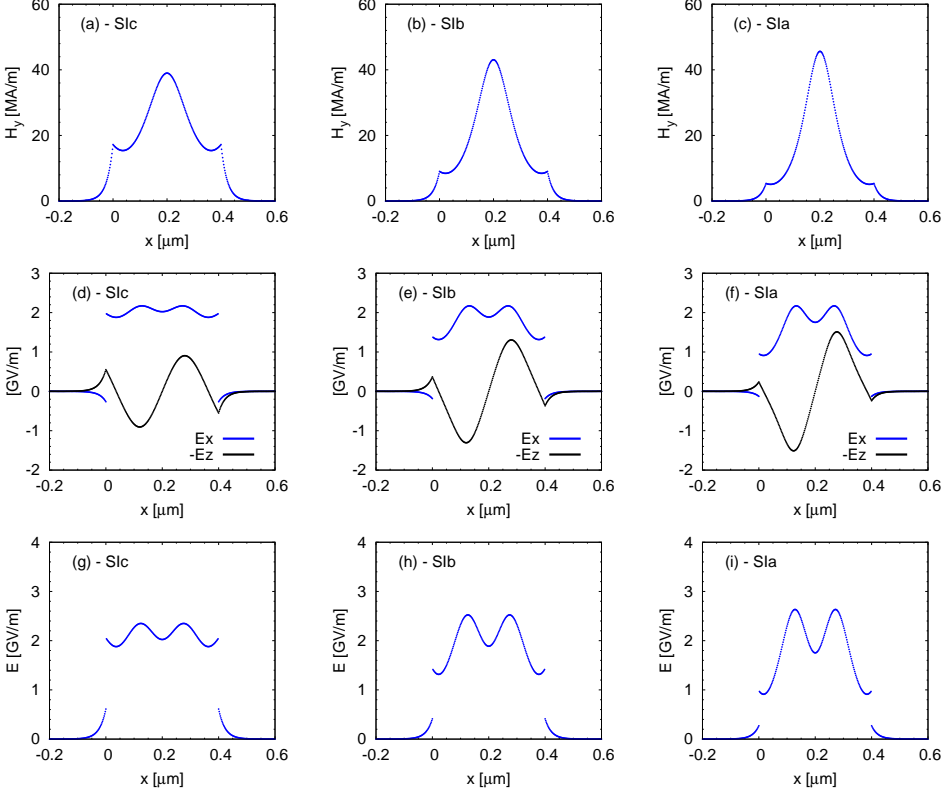 (a) - SIc
H_y [MA/m]
60
40
20
0
-0.2 0 0.2 0.4 0.6
x [μm]
(b) - SIb
H_y [MA/m]
60
40
20
0
-0.2 0 0.2 0.4 0.6
x [μm]
(c) - SIa
H_y [MA/m]
60
40
20
0
-0.2 0 0.2 0.4 0.6
x [μm]
(d) - SIc
[GV/m]
3
2
1
0
-1
-2
Ex
-Ez
-0.2 0 0.2 0.4 0.6
x [μm]
(e) - SIb
[GV/m]
3
2
1
0
-1
-2
Ex
-Ez
-0.2 0 0.2 0.4 0.6
x [μm]
(f) - SIa
[GV/m]
3
2
1
0
-1
-2
Ex
-Ez
-0.2 0 0.2 0.4 0.6
x [μm]
(g) - SIc
E [GV/m]
4
3
2
1
0
-0.2 0 0.2 0.4 0.6
x [μm]
(h) - SIb
E [GV/m]
4
3
2
1
0
-0.2 0 0.2 0.4 0.6
x [μm]
(i) - SIa
E [GV/m]
4
3
2
1
0
-0.2 0 0.2 0.4 0.6
x [μm]